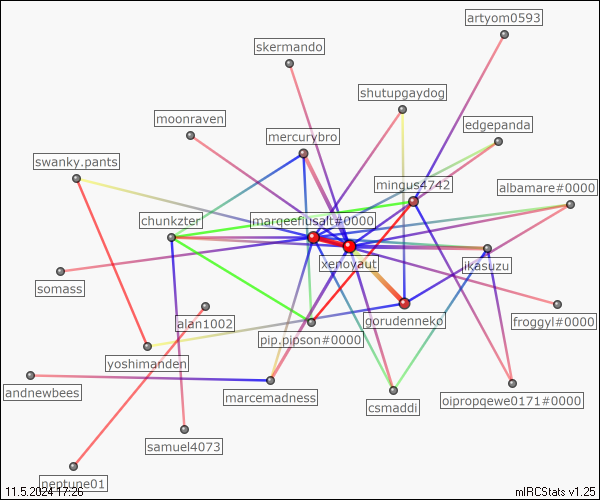 artyom0593
skermando
shutupgaydog
moonraven
edgepanda
mercurybro
swanky.pants
mingus4742
albamare#0000
chunkzter
marqeefiusalt#0000
xenovaut
ikasuzu
somass
alan1002
gorudenneko
froggyl#0000
pip.pipson#0000
yoshimanden
andnewbees
marcemadness
csmaddi
oipropqewe0171#0000
samuel4073
neptune01
11.5.2024 17:26
mIRCStats v1.25